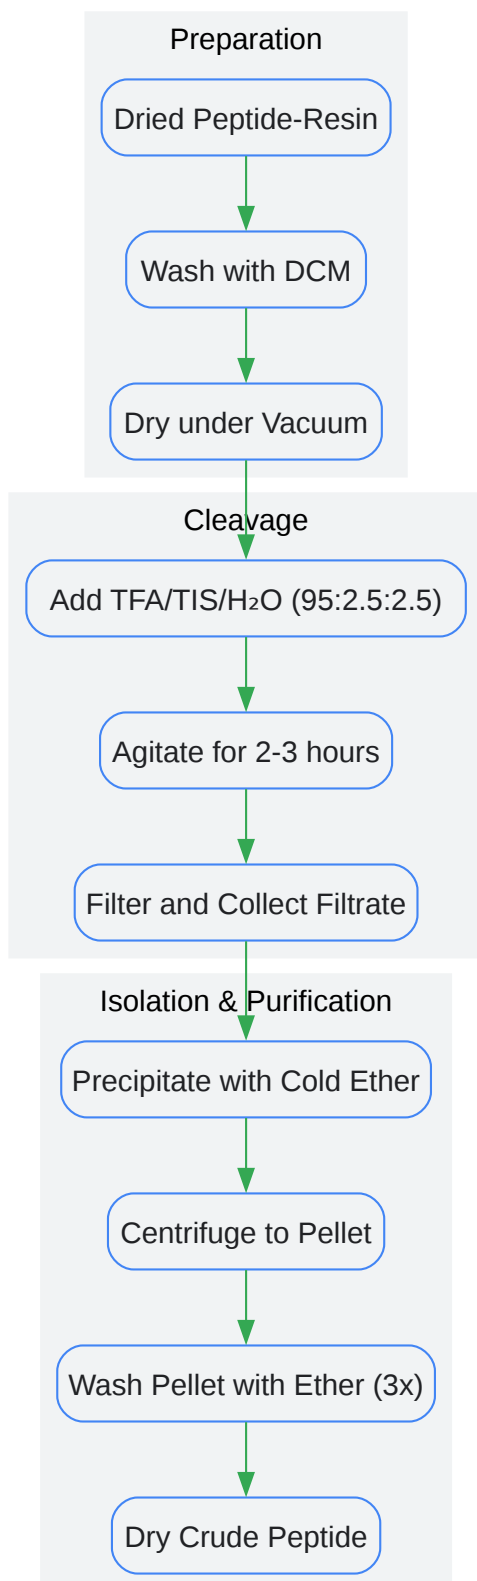 Preparation
Dried Peptide-Resin
Wash with DCM
Dry under Vacuum
Cleavage
Add TFA/TIS/H₂O (95:2.5:2.5)
Agitate for 2-3 hours
Filter and Collect Filtrate
Isolation & Purification
Precipitate with Cold Ether
Centrifuge to Pellet
Wash Pellet with Ether (3x)
Dry Crude Peptide